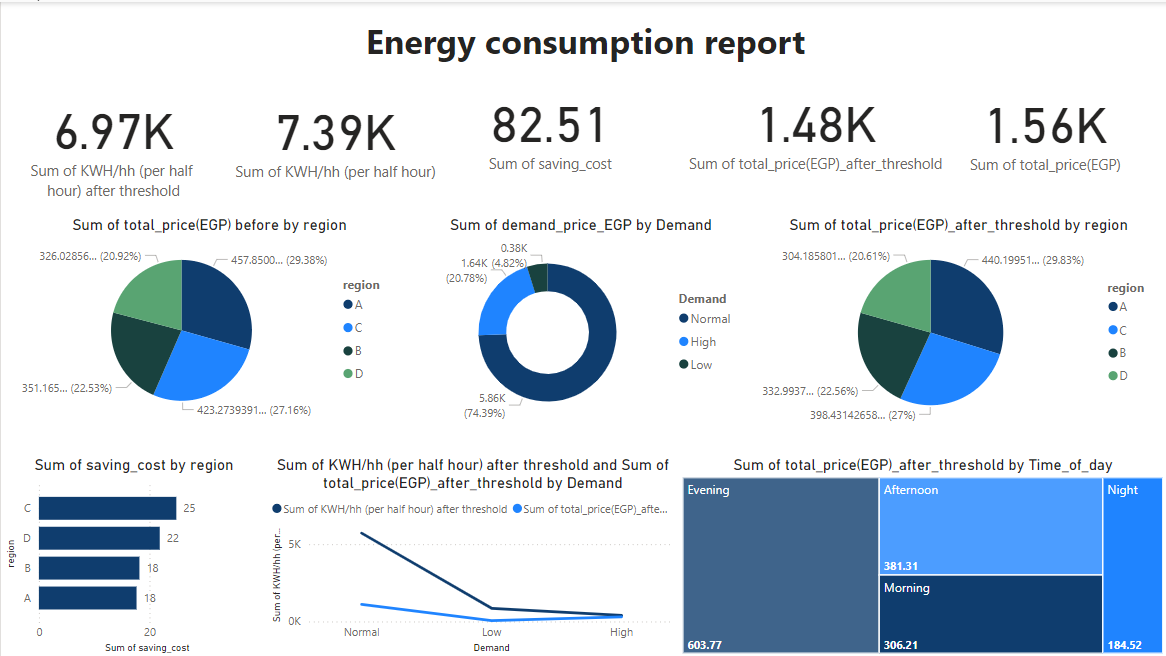 Energy consumption report
6.97K
Sum of KWH/hh (per half
hour) after threshold
7.39K
Sum of KWH/hh (per half hour)
82.51
Sum of saving_cost
1.48K
Sum of total_price(EGP)_after_threshold
1.56K
Sum of total_price(EGP)
Sum of total_price(EGP) before by region
326.02856... (20.92%)
457.8500... (29.38%)
351.165... (22.53%)
423.2739391... (27.16%)
region
A
C
B
D
Sum of demand_price_EGP by Demand
0.38K
(4.82%)
1.64K
(20.78%)
5.86K
(74.39%)
Demand
Normal
High
Low
Sum of total_price(EGP)_after_threshold by region
304.185801... (20.61%)
440.19951... (29.83%)
332.9937... (22.56%)
398.43142658... (27%)
region
A
C
B
D
Sum of saving_cost by region
region
C
25
D
22
B
18
A
18
0
20
Sum of saving_cost
Sum of KWH/hh (per half hour) after threshold and Sum of
total_price(EGP)_after_threshold by Demand
Sum of KWH/hh (per half hour) after threshold
Sum of total_price(EGP)_afte...
Sum of KWH/hh (per...
5K
0K
Normal
Low
High
Demand
Sum of total_price(EGP)_after_threshold by Time_of_day
Evening
603.77
Afternoon
381.31
Morning
306.21
Night
184.52